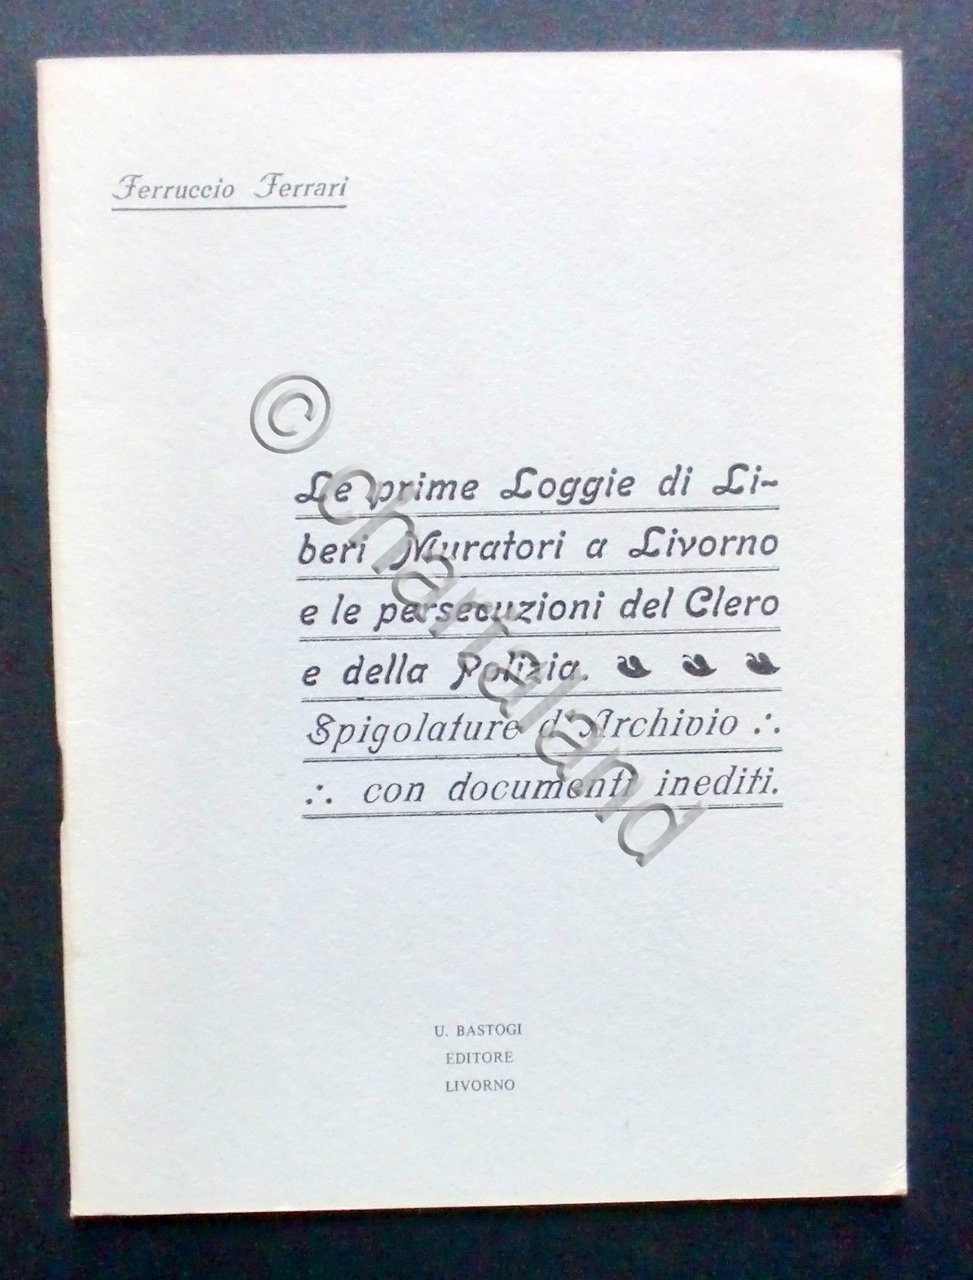 Ferruccio Ferrari
Le prime Loggie di Li-
beri Muratori a Livorno
e le persecuzioni del Clero
e della Polizia.
Spigolature d'Archivio ∴
∴ con documenti inediti.
U. BASTOGI
EDITORE
LIVORNO
© chartaland